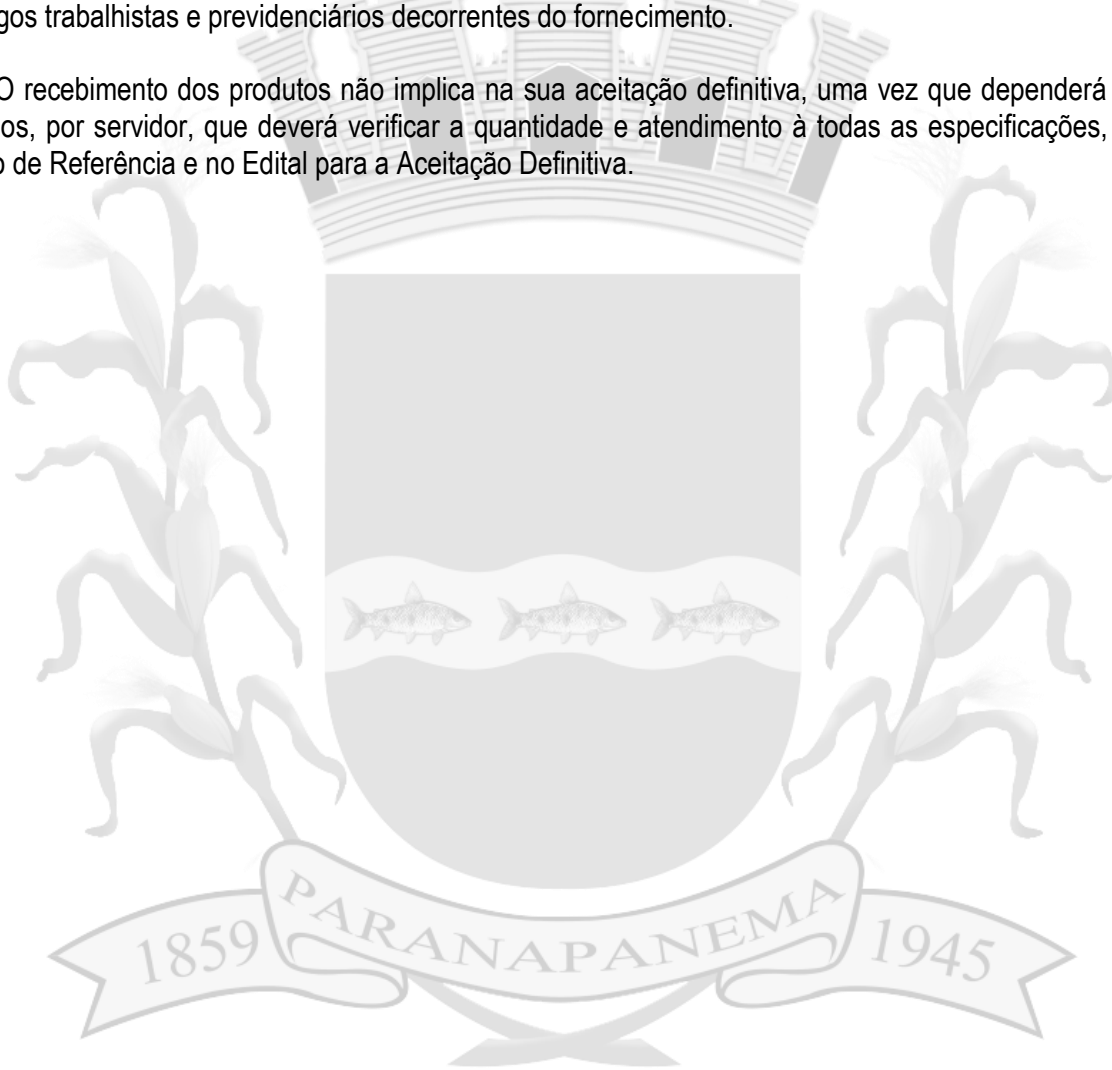 gos trabalhistas e previdenciários decorrentes do fornecimento.
O recebimento dos produtos não implica na sua aceitação definitiva, uma vez que dependerá
os, por servidor, que deverá verificar a quantidade e atendimento à todas as especificações,
o de Referência e no Edital para a Aceitação Definitiva.
1859 PARANAPANEMA 1945